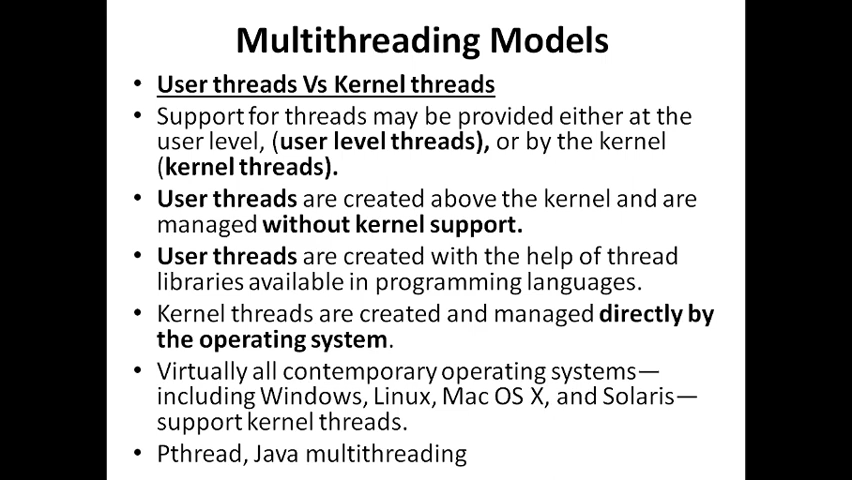 Multithreading Models
• User threads Vs Kernel threads
• Support for threads may be provided either at the
user level, (user level threads), or by the kernel
(kernel threads).
• User threads are created above the kernel and are
managed without kernel support.
• User threads are created with the help of thread
libraries available in programming languages.
• Kernel threads are created and managed directly by
the operating system.
• Virtually all contemporary operating systems—
including Windows, Linux, Mac OS X, and Solaris—
support kernel threads.
• Pthread, Java multithreading